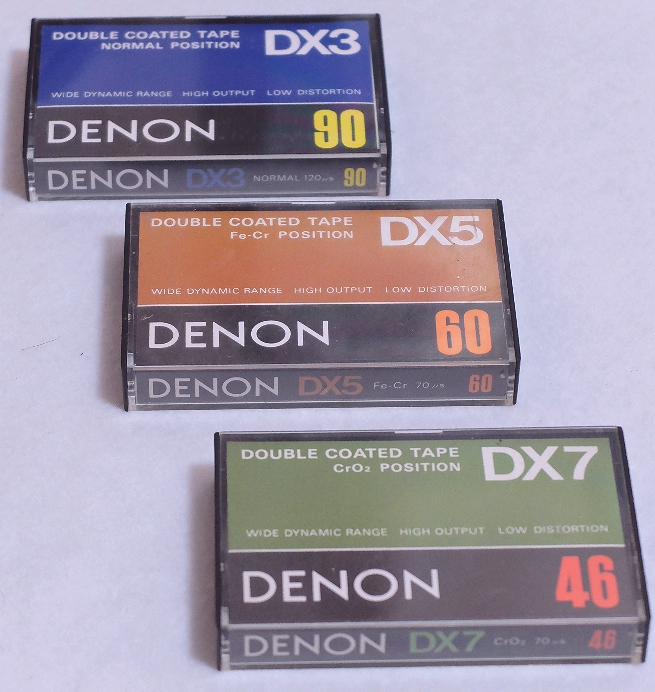 DOUBLE COATED TAPE DX3
NORMAL POSITION
WIDE DYNAMIC RANGE HIGH OUTPUT LOW DISTORTION
DENON 90
DENON DX3 NORMAL 120μs 90
DOUBLE COATED TAPE DX5
Fe-Cr POSITION
WIDE DYNAMIC RANGE HIGH OUTPUT LOW DISTORTION
DENON 60
DENON DX5 Fe-Cr 70μs 60
DOUBLE COATED TAPE DX7
CrO₂ POSITION
WIDE DYNAMIC RANGE HIGH OUTPUT LOW DISTORTION
DENON 46
DENON DX7 CrO₂ 70μs 46